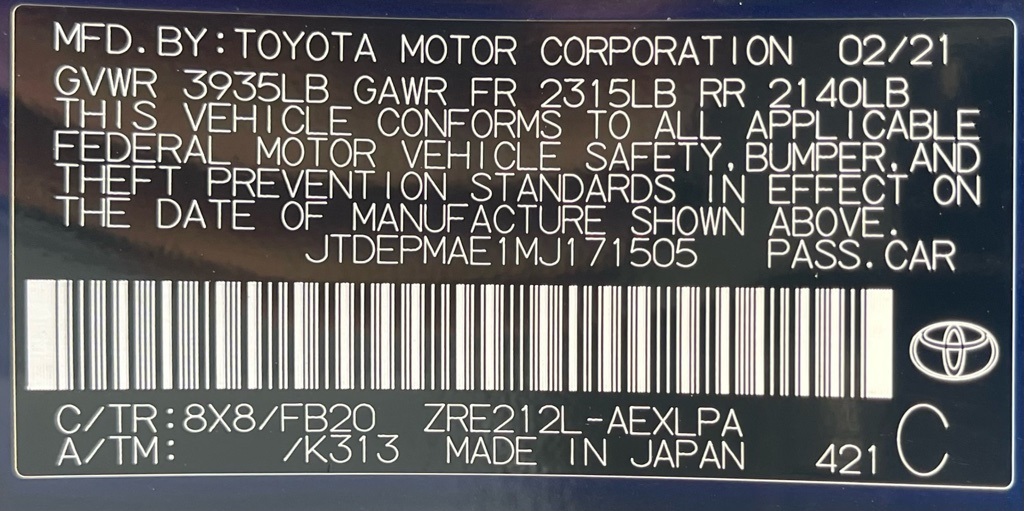 MFD.BY:TOYOTA MOTOR CORPORATION 02/21
GVWR 3935LB GAWR FR 2315LB RR 2140LB
THIS VEHICLE CONFORMS TO ALL APPLICABLE
FEDERAL MOTOR VEHICLE SAFETY,BUMPER,AND
THEFT PREVENTION STANDARDS IN EFFECT ON
THE DATE OF MANUFACTURE SHOWN ABOVE.
JTDEPMAE1MJ171505 PASS.CAR
C/TR:8X8/FB20 ZRE212L-AEXLPA
A/TM: /K313 MADE IN JAPAN 421 C